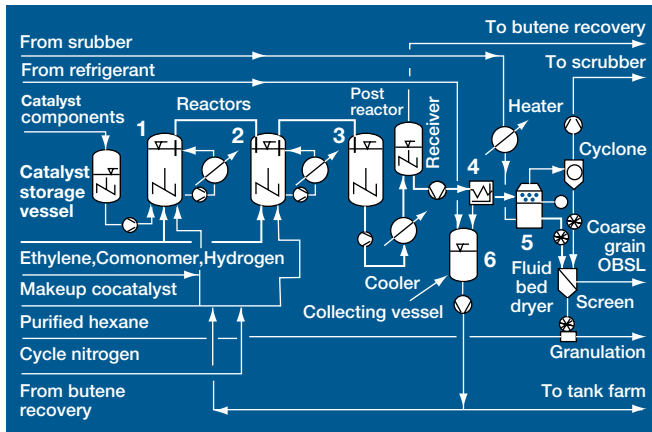 From srubber
To butene recovery
From refrigerant
To scrubber
Catalyst
components
Reactors
Post
reactor
Receiver
Heater
1
2
3
4
Cyclone
Catalyst
storage
vessel
5
6
Coarse
grain
OBSL
Ethylene,Comonomer,Hydrogen
Cooler
Fluid
bed
dryer
Makeup cocatalyst
Collecting vessel
Screen
Purified hexane
Cycle nitrogen
Granulation
From butene
recovery
To tank farm